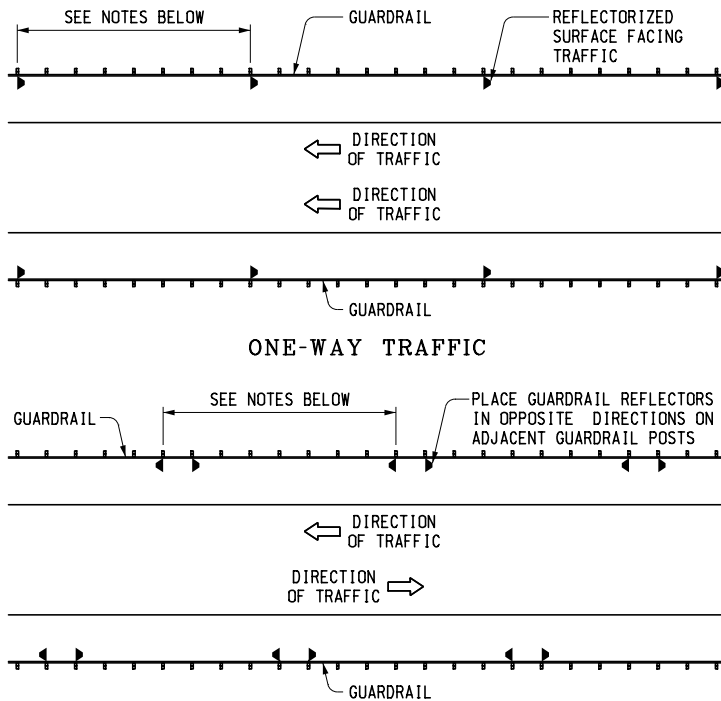 SEE NOTES BELOW
GUARDRAIL
REFLECTORIZED
SURFACE FACING
TRAFFIC
DIRECTION
OF TRAFFIC
DIRECTION
OF TRAFFIC
GUARDRAIL
ONE-WAY TRAFFIC
SEE NOTES BELOW
GUARDRAIL
PLACE GUARDRAIL REFLECTORS
IN OPPOSITE DIRECTIONS ON
ADJACENT GUARDRAIL POSTS
DIRECTION
OF TRAFFIC
DIRECTION
OF TRAFFIC
GUARDRAIL